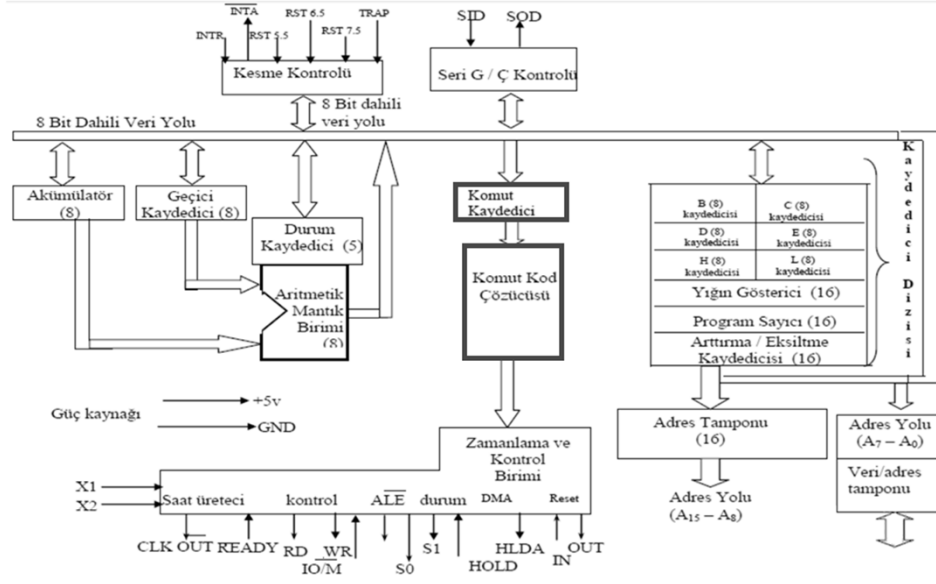 INTA RST 6.5 TRAP
INTR RST 5.5 RST 7.5
Kesme Kontrolü
SID SOD
Seri G / Ç Kontrolü
8 Bit dahili
veri yolu
8 Bit Dahili Veri Yolu
Akümülatör
(8)
Geçici
Kaydedici (8)
Durum
Kaydedici (5)
Aritmetik
Mantık
Birimi
(8)
Komut
Kaydedici
Komut Kod
Çözücüsü
B (8)
kaydedicisi
C (8)
kaydedicisi
D (8)
kaydedicisi
E (8)
kaydedicisi
H (8)
kaydedicisi
L (8)
kaydedicisi
Yığın Gösterici (16)
Program Sayıcı (16)
Arttırma / Eksiltme
Kaydedicisi (16)
Kaydedici Dizisi
Güç kaynağı
+5v
GND
Adres Tamponu
(16)
Adres Yolu
(A15 – A8)
Adres Yolu
(A7 – A0)
Veri/adres
tamponu
Zamanlama ve
Kontrol
Birimi
X1
X2
Saat üreteci kontrol ALE durum DMA Reset
CLK OUT READY RD WR IO/M S0 S1 HOLD HLDA IN OUT